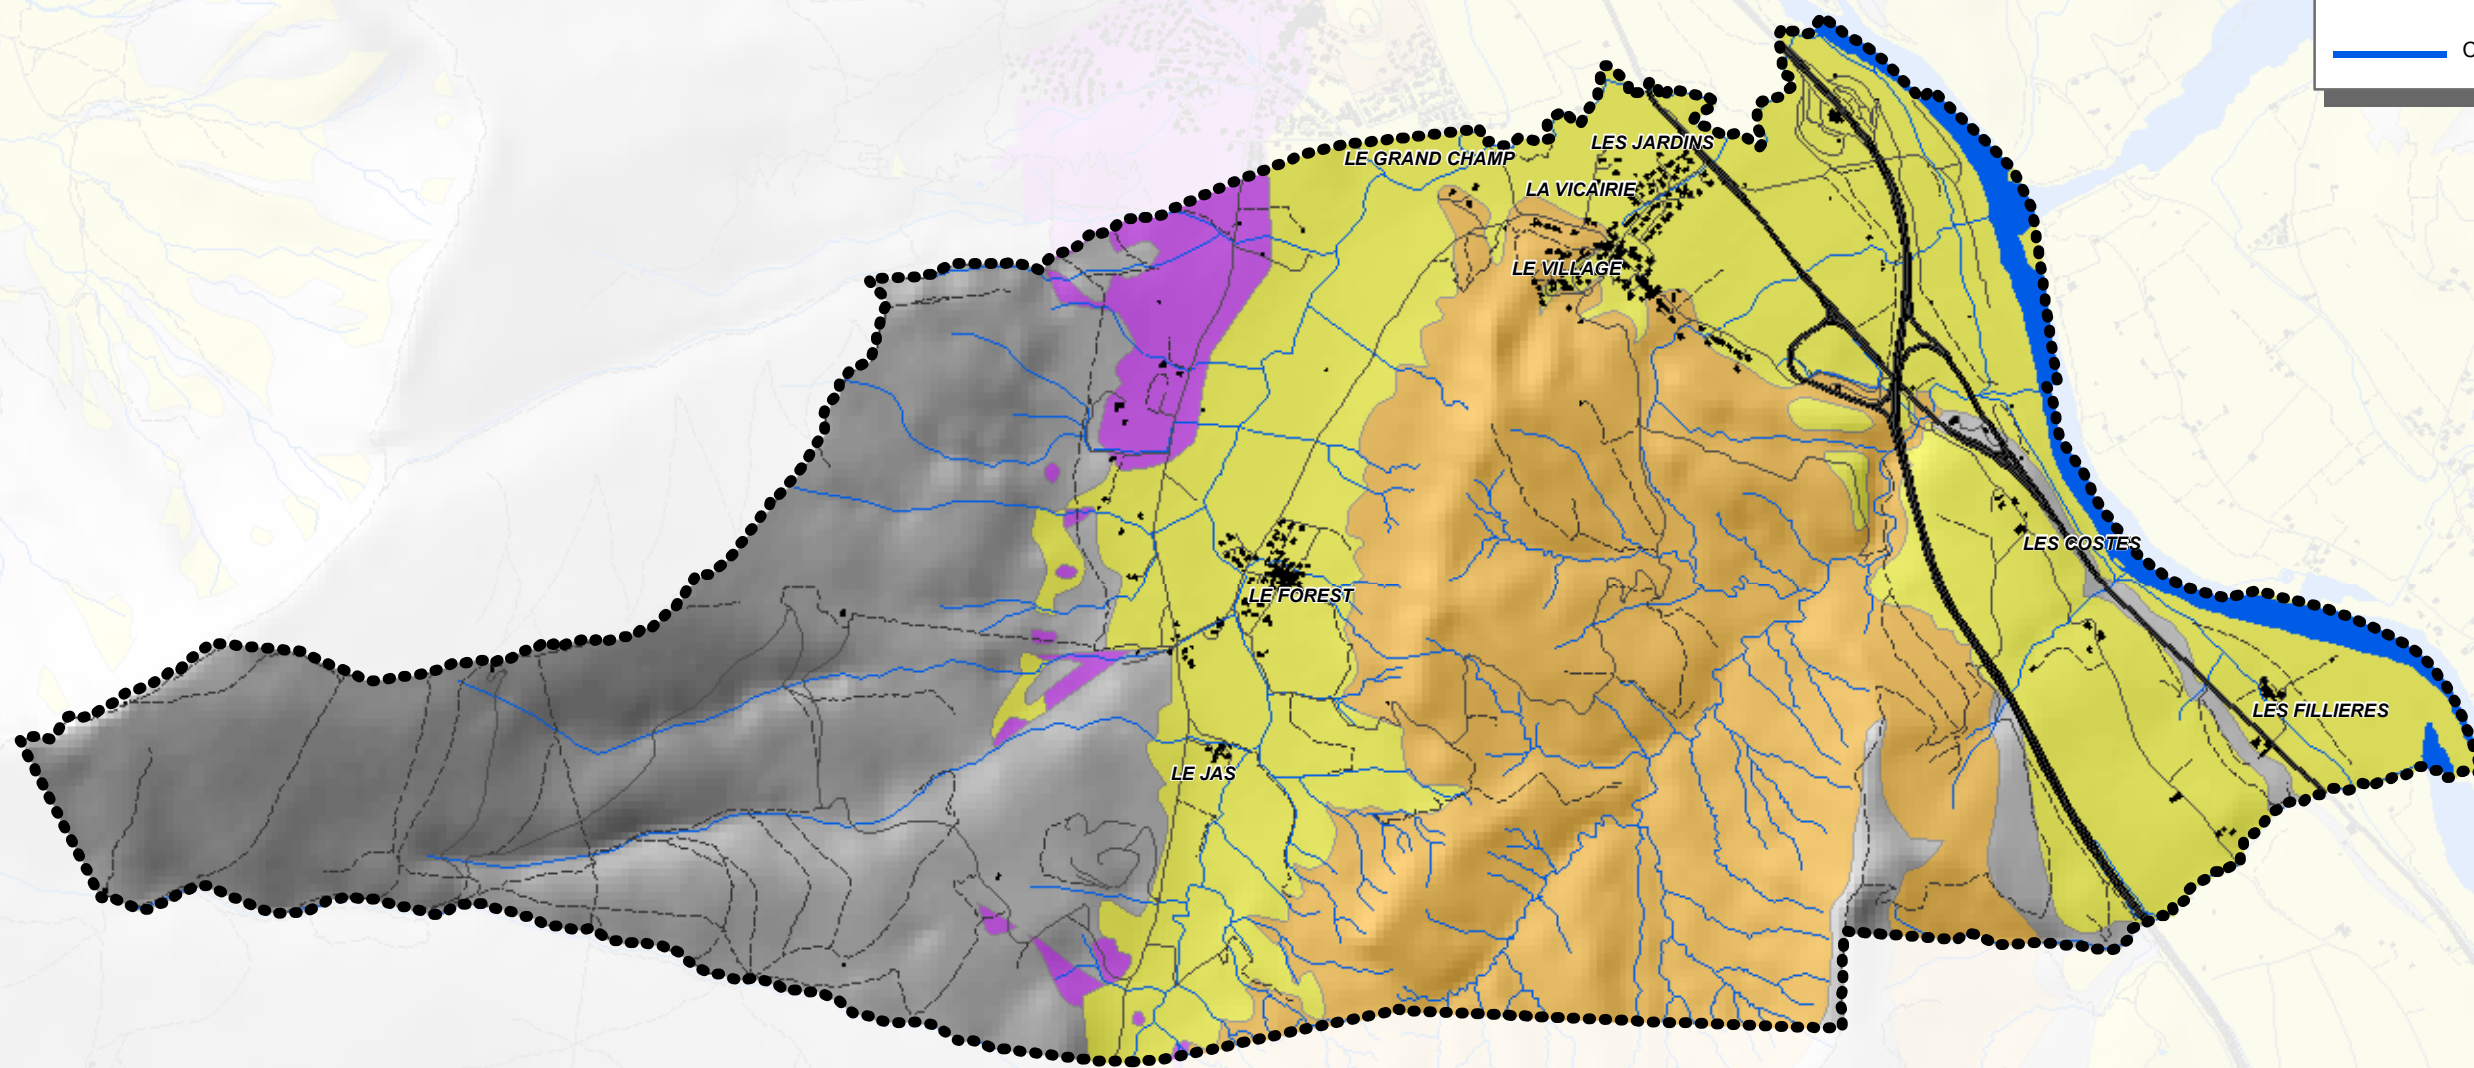 LES JARDINS
LE GRAND CHAMP
LA VICAIRIE
LE VILLAGE
LES COSTES
LE FOREST
LES FILLIERES
LE JAS